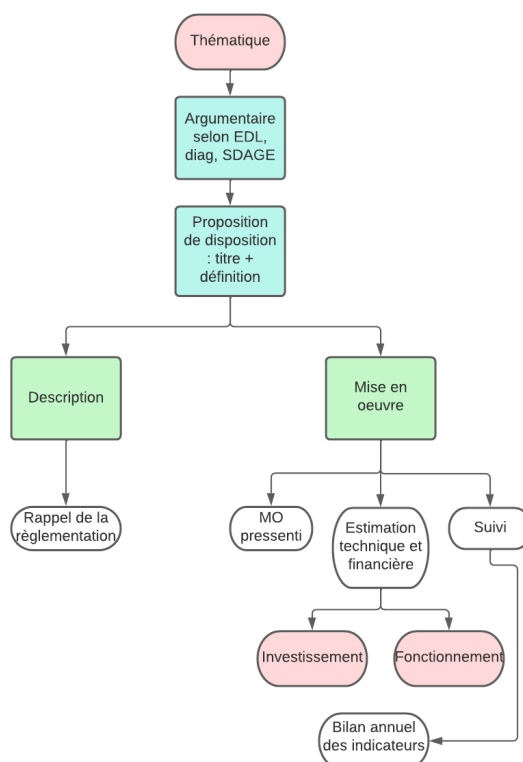 Thématique
Argumentaire
selon EDL,
diag, SDAGE
Proposition
de disposition
: titre +
définition
Description
Mise en
oeuvre
Rappel de la
règlementation
MO
pressenti
Estimation
technique et
financière
Suivi
Investissement
Fonctionnement
Bilan annuel
des indicateurs